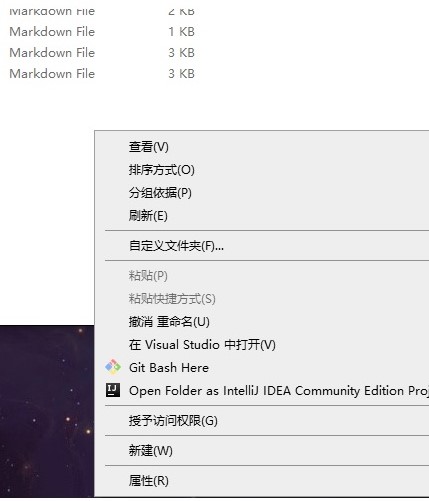 Markdown File 2 KB
Markdown File 1 KB
Markdown File 3 KB
Markdown File 3 KB
查看(V)
排序方式(O)
分组依据(P)
刷新(E)
自定义文件夹(F)...
粘贴(P)
粘贴快捷方式(S)
撤消 重命名(U)
在 Visual Studio 中打开(V)
Git Bash Here
Open Folder as IntelliJ IDEA Community Edition Proj
授予访问权限(G)
新建(W)
属性(R)